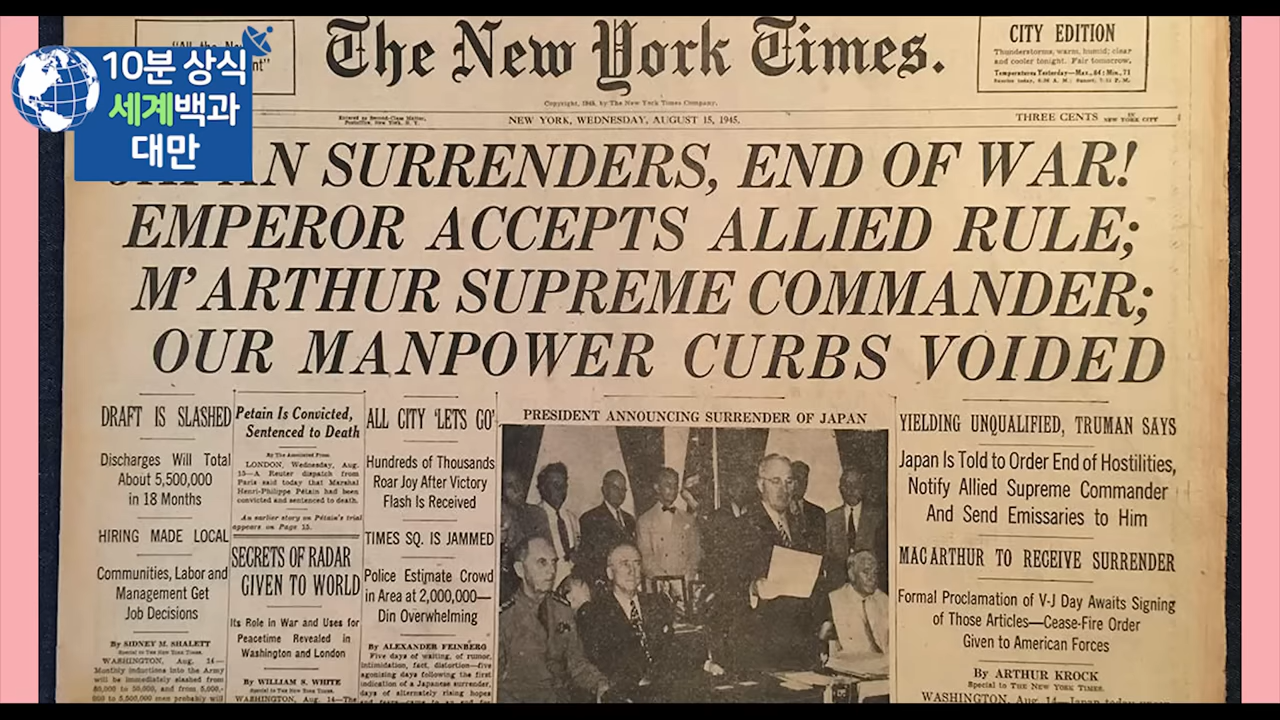 10분 상식
세계백과
대만
"All the Ne
nt"
The New York Times.
CITY EDITION
Thunderstorms, warm, humid; clear
and cooler tonight. Fair tomorrow.
Temperatures Yesterday—Max., 84; Min., 71
Copyright, 1945, by The New York Times Company.
Entered as Second-Class Matter,
Postoffice, New York, N. Y.
NEW YORK, WEDNESDAY, AUGUST 15, 1945.
THREE CENTS IN NEW YORK CITY
AN SURRENDERS, END OF WAR!
EMPEROR ACCEPTS ALLIED RULE;
M'ARTHUR SUPREME COMMANDER;
OUR MANPOWER CURBS VOIDED
DRAFT IS SLASHED
Discharges Will Total
About 5,500,000
in 18 Months
HIRING MADE LOCAL
Communities, Labor and
Management Get
Job Decisions
By SIDNEY M. SHALETT
Special to THE NEW YORK TIMES.
WASHINGTON, Aug. 14—
Monthly inductions into the Army
will be immediately slashed from
80,000 to 50,000, and from 5,000,-
000 to 5,500,000 men probably will
Petain Is Convicted,
Sentenced to Death
By The Associated Press.
LONDON, Wednesday, Aug.
15—A Reuter dispatch from
Paris said today that Marshal
Henri-Philippe Pétain had been
convicted and sentenced to death.
An earlier story on Pétain's trial
appears on Page 15.
SECRETS OF RADAR
GIVEN TO WORLD
Its Role in War and Uses for
Peacetime Revealed in
Washington and London
By WILLIAM S. WHITE
Special to THE NEW YORK TIMES.
WASHINGTON, Aug. 14—The
ALL CITY 'LETS GO'
Hundreds of Thousands
Roar Joy After Victory
Flash Is Received
TIMES SQ. IS JAMMED
Police Estimate Crowd
in Area at 2,000,000—
Din Overwhelming
By ALEXANDER FEINBERG
Five days of waiting, of rumor,
intimidation, fact, distortion—five
agonizing days following the first
indication of a Japanese surrender,
days of alternately rising hopes
PRESIDENT ANNOUNCING SURRENDER OF JAPAN
YIELDING UNQUALIFIED, TRUMAN SAYS
Japan Is Told to Order End of Hostilities,
Notify Allied Supreme Commander
And Send Emissaries to Him
MACARTHUR TO RECEIVE SURRENDER
Formal Proclamation of V-J Day Awaits Signing
of Those Articles—Cease-Fire Order
Given to American Forces
By ARTHUR KROCK
Special to THE NEW YORK TIMES.
WASHINGTON, Aug. 14—Japan today